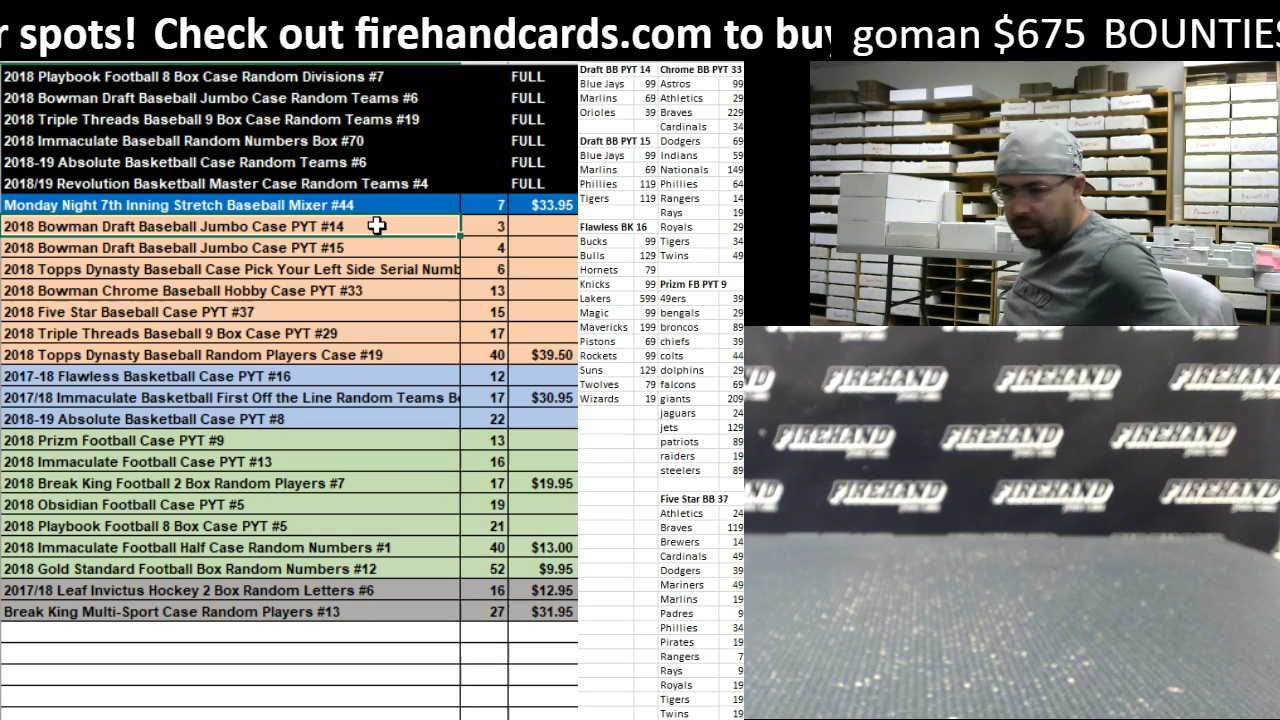 r spots! Check out firehandcards.com to buy
goman $675 BOUNTIES
2018 Playbook Football 8 Box Case Random Divisions #7 FULL
2018 Bowman Draft Baseball Jumbo Case Random Teams #6 FULL
2018 Triple Threads Baseball 9 Box Case Random Teams #19 FULL
2018 Immaculate Baseball Random Numbers Box #70 FULL
2018-19 Absolute Basketball Case Random Teams #6 FULL
2018/19 Revolution Basketball Master Case Random Teams #4 FULL
Monday Night 7th Inning Stretch Baseball Mixer #44 7 $33.95
2018 Bowman Draft Baseball Jumbo Case PYT #14 3
2018 Bowman Draft Baseball Jumbo Case PYT #15 4
2018 Topps Dynasty Baseball Case Pick Your Left Side Serial Numb 6
2018 Bowman Chrome Baseball Hobby Case PYT #33 13
2018 Five Star Baseball Case PYT #37 15
2018 Triple Threads Baseball 9 Box Case PYT #29 17
2018 Topps Dynasty Baseball Random Players Case #19 40 $39.50
2017-18 Flawless Basketball Case PYT #16 12
2017/18 Immaculate Basketball First Off the Line Random Teams Bo 17 $30.95
2018-19 Absolute Basketball Case PYT #8 22
2018 Prizm Football Case PYT #9 13
2018 Immaculate Football Case PYT #13 16
2018 Break King Football 2 Box Random Players #7 17 $19.95
2018 Obsidian Football Case PYT #5 19
2018 Playbook Football 8 Box Case PYT #5 21
2018 Immaculate Football Half Case Random Numbers #1 40 $13.00
2018 Gold Standard Football Box Random Numbers #12 52 $9.95
2017/18 Leaf Invictus Hockey 2 Box Random Letters #6 16 $12.95
Break King Multi-Sport Case Random Players #13 27 $31.95
Draft BB PYT 14
Blue Jays 99
Marlins 69
Orioles 39
Draft BB PYT 15
Blue Jays 99
Marlins 69
Phillies 119
Tigers 119
Flawless BK 16
Bucks 99
Bulls 129
Hornets 79
Knicks 99
Lakers 599
Magic 99
Mavericks 199
Pistons 69
Rockets 99
Suns 129
Twolves 79
Wizards 19
Chrome BB PYT 33
Astros 99
Athletics 29
Braves 229
Cardinals 34
Dodgers 69
Indians 59
Nationals 149
Phillies 64
Rangers 14
Rays 19
Royals 29
Tigers 34
Twins 49
Prizm FB PYT 9
49ers 39
bengals 29
broncos 89
chiefs 39
colts 44
dolphins 29
falcons 69
giants 209
jaguars 24
jets 129
patriots 89
raiders 19
steelers 89
Five Star BB 37
Athletics 24
Braves 119
Brewers 14
Cardinals 49
Dodgers 39
Mariners 49
Marlins 19
Padres 9
Phillies 34
Pirates 19
Rangers 7
Rays 9
Royals 19
Tigers 19
Twins 19
ND FIREHAND FIREHAND FIREHAND
FIREHAND FIREHAND FIREHAND
ND FIREHAND FIREHAND FIREHAND